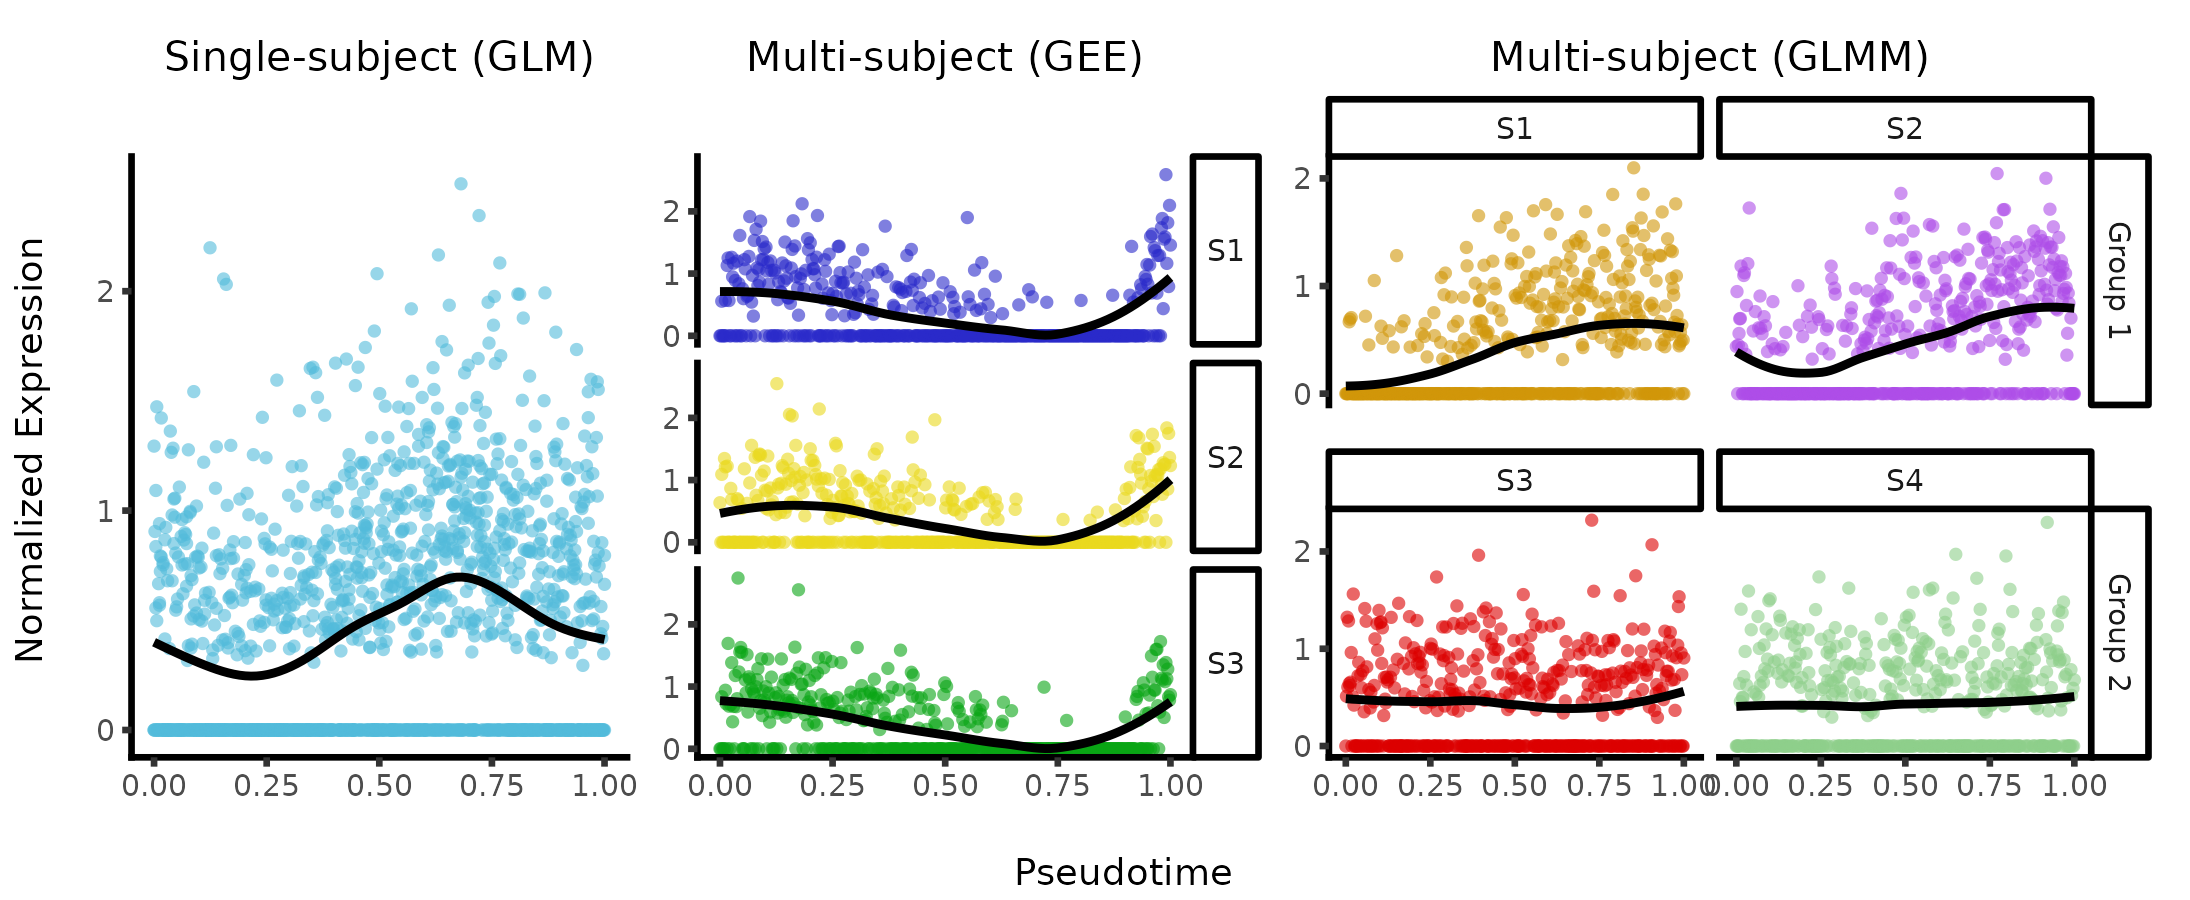 Single-subject (GLM)
Multi-subject (GEE)
Multi-subject (GLMM)
Normalized Expression
2
1
0
0.00 0.25 0.50 0.75 1.00
2
1
0
S1
2
1
0
S2
2
1
0
S3
0.00 0.25 0.50 0.75 1.00
S1
S2
2
1
0
Group 1
S3
S4
2
1
0
Group 2
0.00 0.25 0.50 0.75 1.00
0.00 0.25 0.50 0.75 1.00
Pseudotime